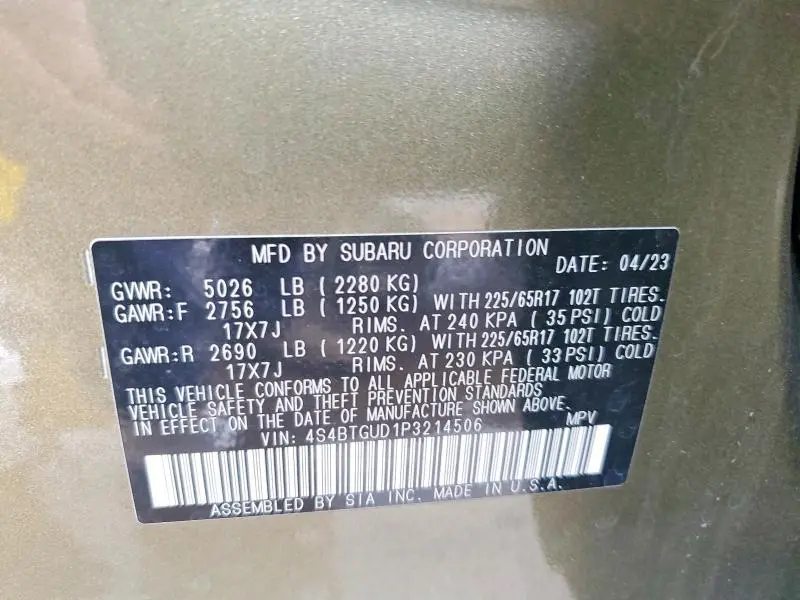 MFD BY SUBARU CORPORATION DATE: 04/23
GVWR: 5026 LB ( 2280 KG)
GAWR:F 2756 LB ( 1250 KG) WITH 225/65R17 102T TIRES.
17X7J RIMS. AT 240 KPA ( 35 PSI) COLD
GAWR:R 2690 LB ( 1220 KG) WITH 225/65R17 102T TIRES.
17X7J RIMS. AT 230 KPA ( 33 PSI) COLD
THIS VEHICLE CONFORMS TO ALL APPLICABLE FEDERAL MOTOR
VEHICLE SAFETY AND THEFT PREVENTION STANDARDS
IN EFFECT ON THE DATE OF MANUFACTURE SHOWN ABOVE.
VIN: 4S4BTGUD1P3214506 MPV
ASSEMBLED BY SIA INC. MADE IN U.S.A.